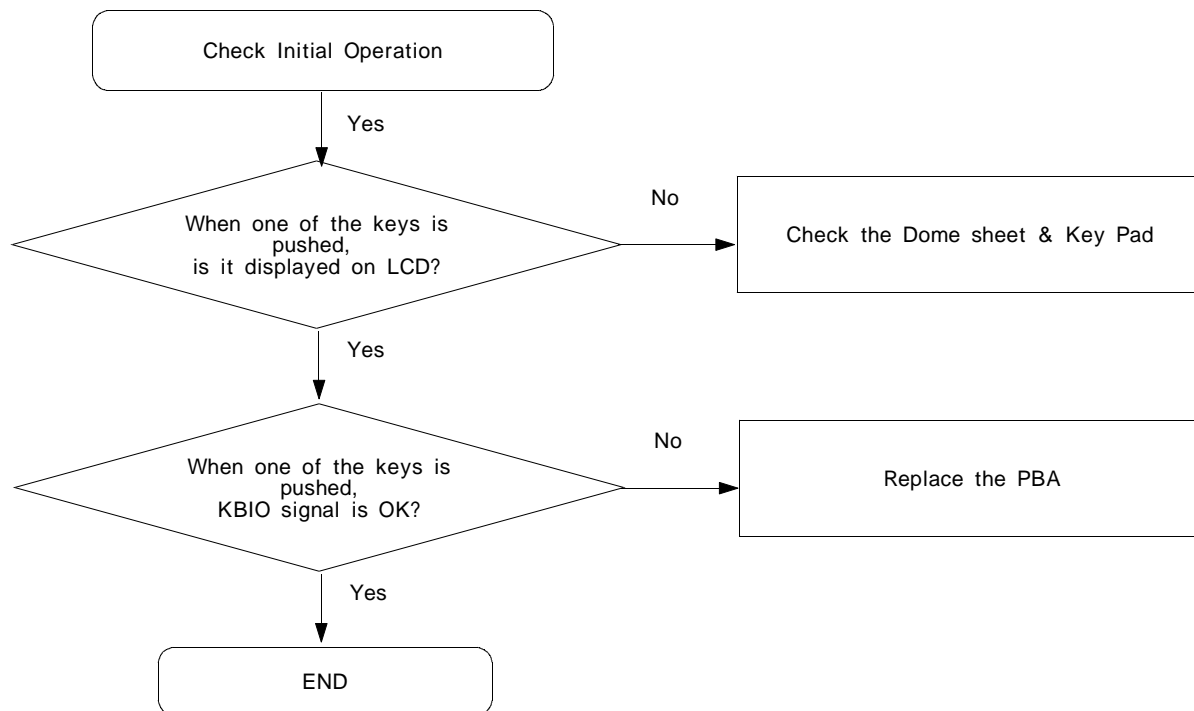 Check Initial Operation
Yes
When one of the keys is
pushed,
is it displayed on LCD?
No
Check the Dome sheet & Key Pad
Yes
When one of the keys is
pushed,
KBIO signal is OK?
No
Replace the PBA
Yes
END